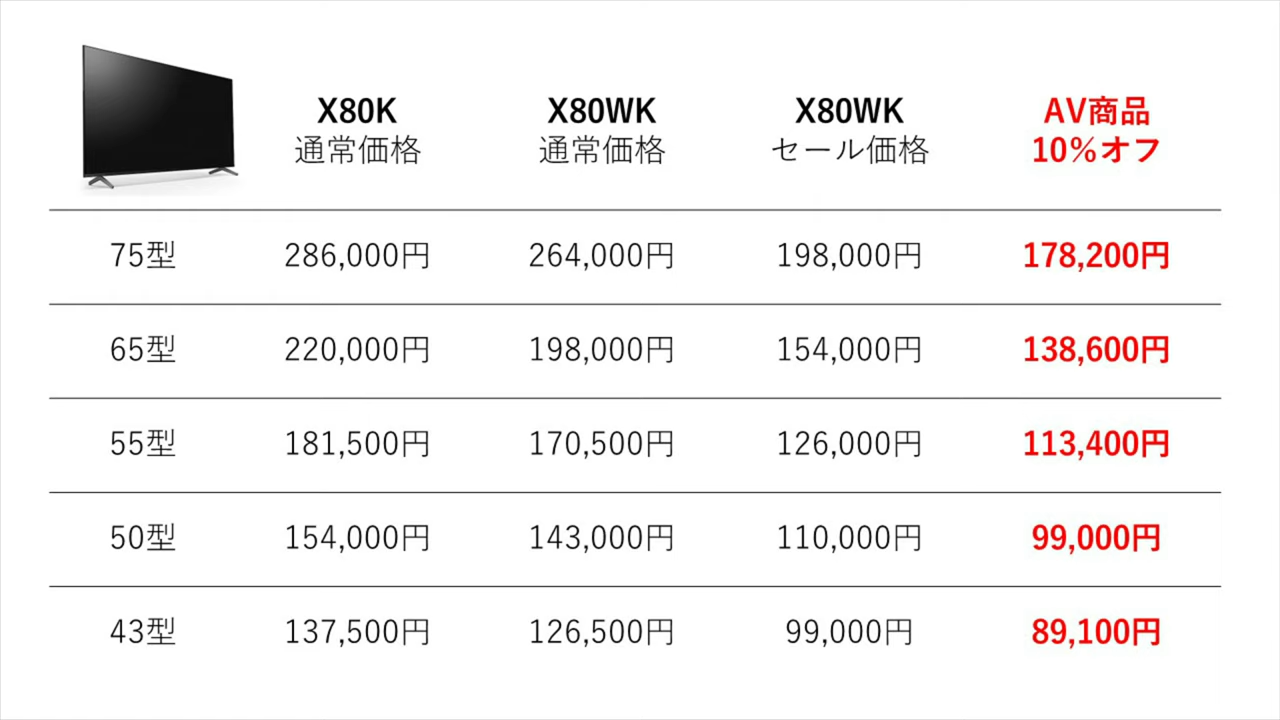 X80K X80WK X80WK AV商品
通常価格 通常価格 セール価格 10%オフ
75型 286,000円 264,000円 198,000円 178,200円
65型 220,000円 198,000円 154,000円 138,600円
55型 181,500円 170,500円 126,000円 113,400円
50型 154,000円 143,000円 110,000円 99,000円
43型 137,500円 126,500円 99,000円 89,100円